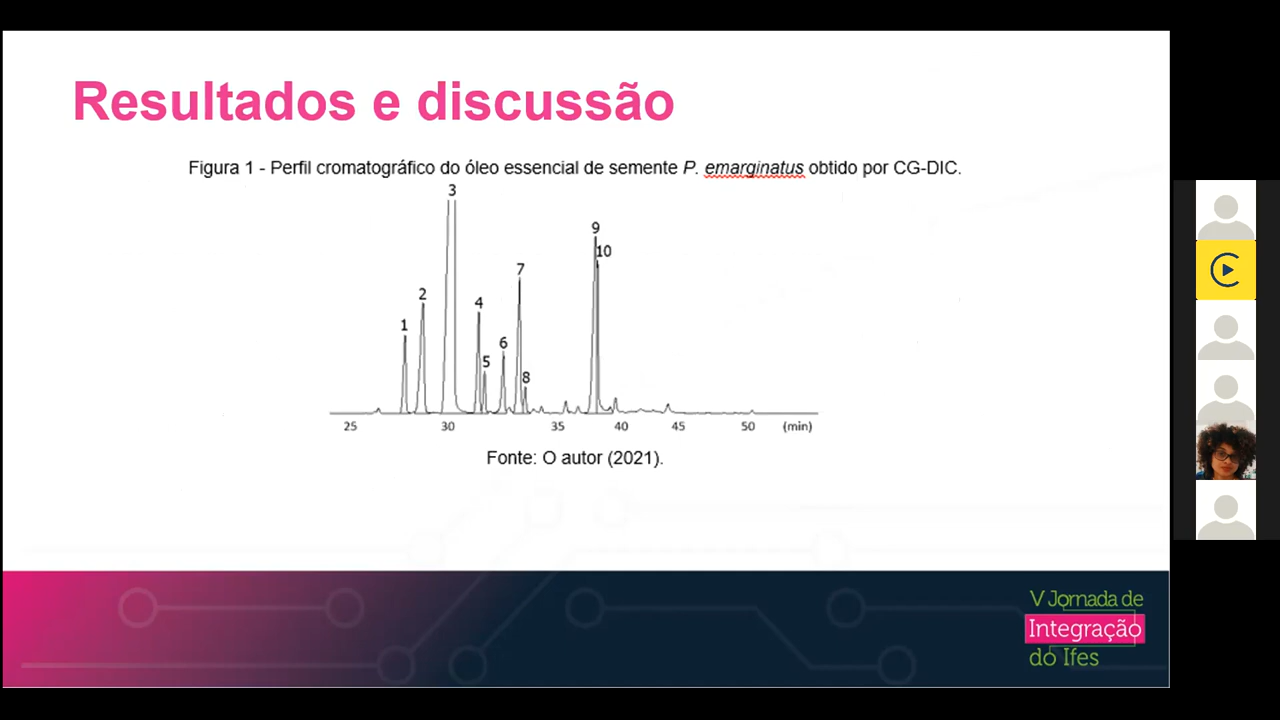 Resultados e discussão
Figura 1 - Perfil cromatográfico do óleo essencial de semente P. emarginatus obtido por CG-DIC.
3
9
10
7
2
4
1
6
5
8
25 30 35 40 45 50 (min)
Fonte: O autor (2021).
V Jornada de
Integração
do Ifes